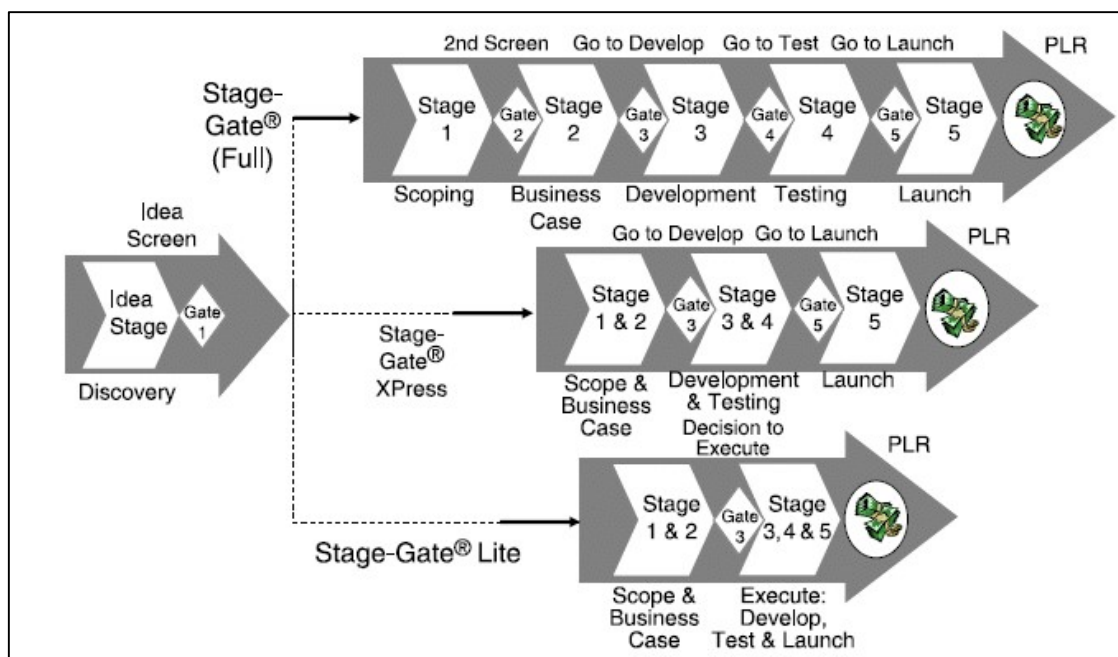 2nd Screen Go to Develop Go to Test Go to Launch PLR
Stage-
Gate®
(Full)
Stage
1
Gate
2
Stage
2
Gate
3
Stage
3
Gate
4
Stage
4
Gate
5
Stage
5
Scoping
Business
Case
Development
Testing
Launch
Idea
Screen
Idea
Stage
Gate
1
Discovery
Go to Develop Go to Launch PLR
Stage-
Gate®
XPress
Stage
1 & 2
Gate
3
Stage
3 & 4
Gate
5
Stage
5
Scope &
Business
Case
Development
& Testing
Launch
Decision to
Execute
PLR
Stage-Gate® Lite
Stage
1 & 2
Gate
3
Stage
3, 4 & 5
Scope &
Business
Case
Execute:
Develop,
Test & Launch